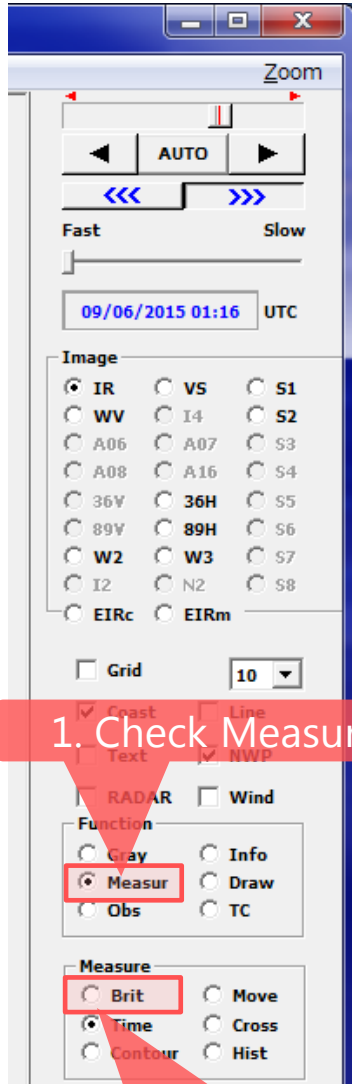 Zoom
AUTO
<<< >>>
Fast Slow
09/06/2015 01:16 UTC
Image
IR VS S1
WV I4 S2
A06 A07 S3
A08 A16 S4
36V 36H S5
89V 89H S6
W2 W3 S7
I2 N2 S8
EIRc EIRm
Grid 10
Coast Line
1. Check Measur
Text NWP
RADAR Wind
Function
Gray Info
Measur Draw
Obs TC
Measure
Brit Move
Time Cross
Contour Hist